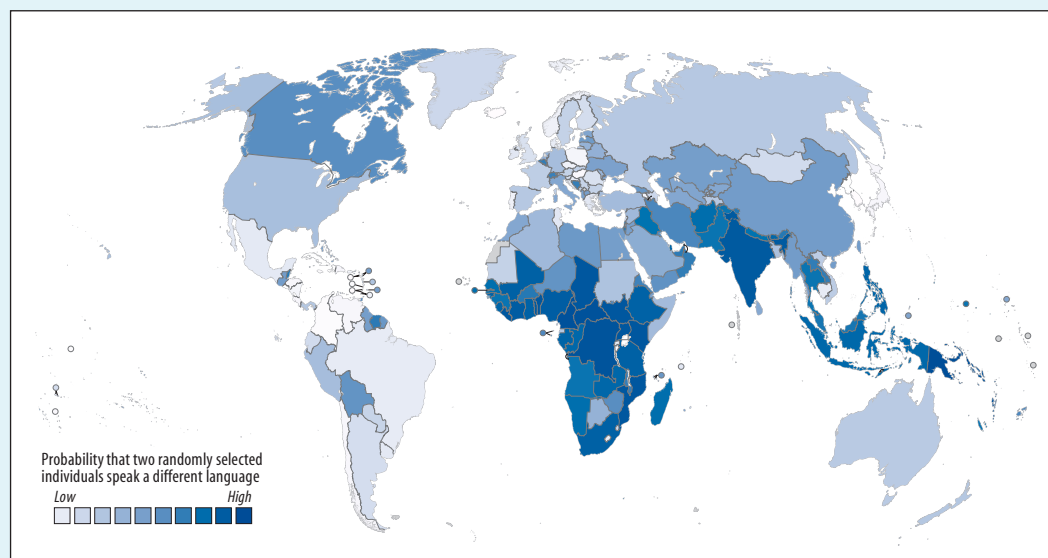 Probability that two randomly selected
individuals speak a different language
Low High